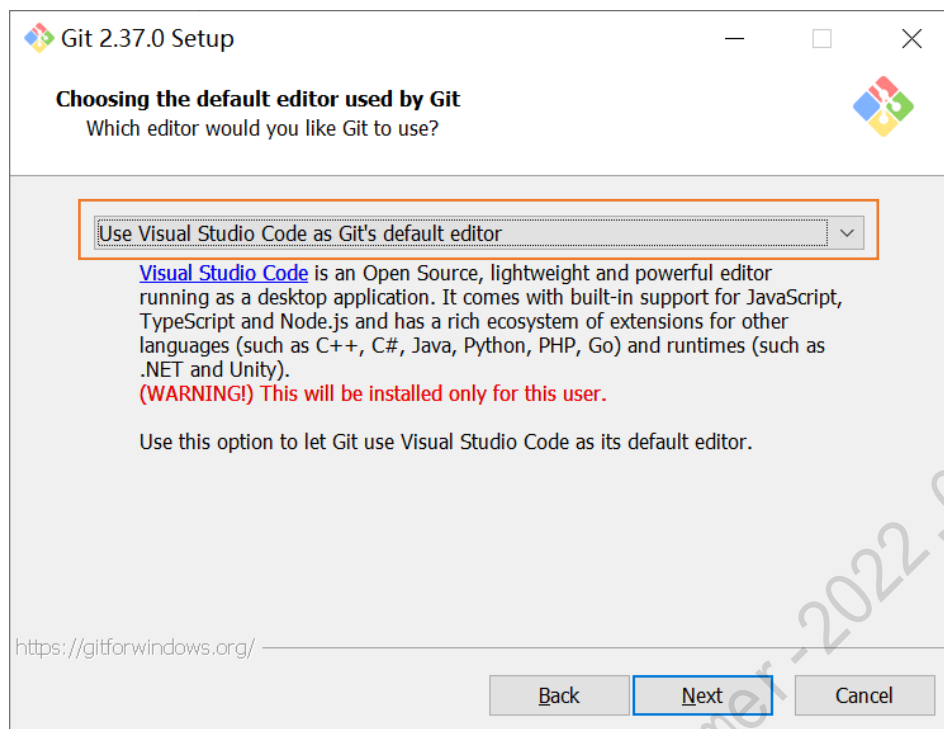 Git 2.37.0 Setup
Choosing the default editor used by Git
Which editor would you like Git to use?
Use Visual Studio Code as Git's default editor
Visual Studio Code is an Open Source, lightweight and powerful editor
running as a desktop application. It comes with built-in support for JavaScript,
TypeScript and Node.js and has a rich ecosystem of extensions for other
languages (such as C++, C#, Java, Python, PHP, Go) and runtimes (such as
.NET and Unity).
(WARNING!) This will be installed only for this user.
Use this option to let Git use Visual Studio Code as its default editor.
https://gitforwindows.org/
Back
Next
Cancel